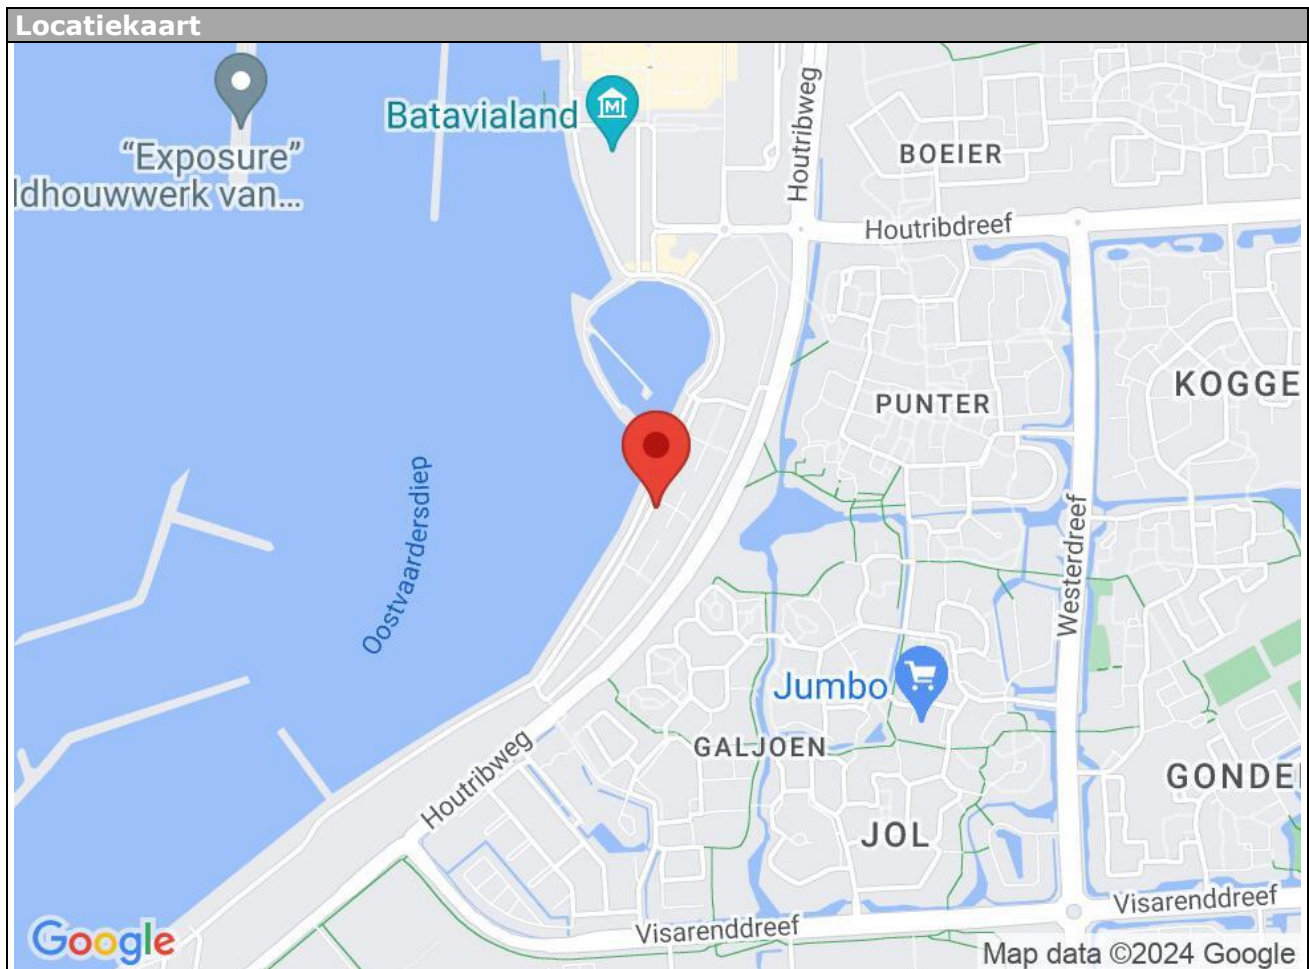 Locatiekaart
Batavialand
"Exposure"
ldhouwwerk van...
Houtribweg
BOEIER
Houtribdreef
KOGGE
PUNTER
Oostvaardersdiep
Westerdreef
Jumbo
GALJOEN
Houtribweg
GONDE
JOL
Visarenddreef
Visarenddreef
Google
Map data ©2024 Google